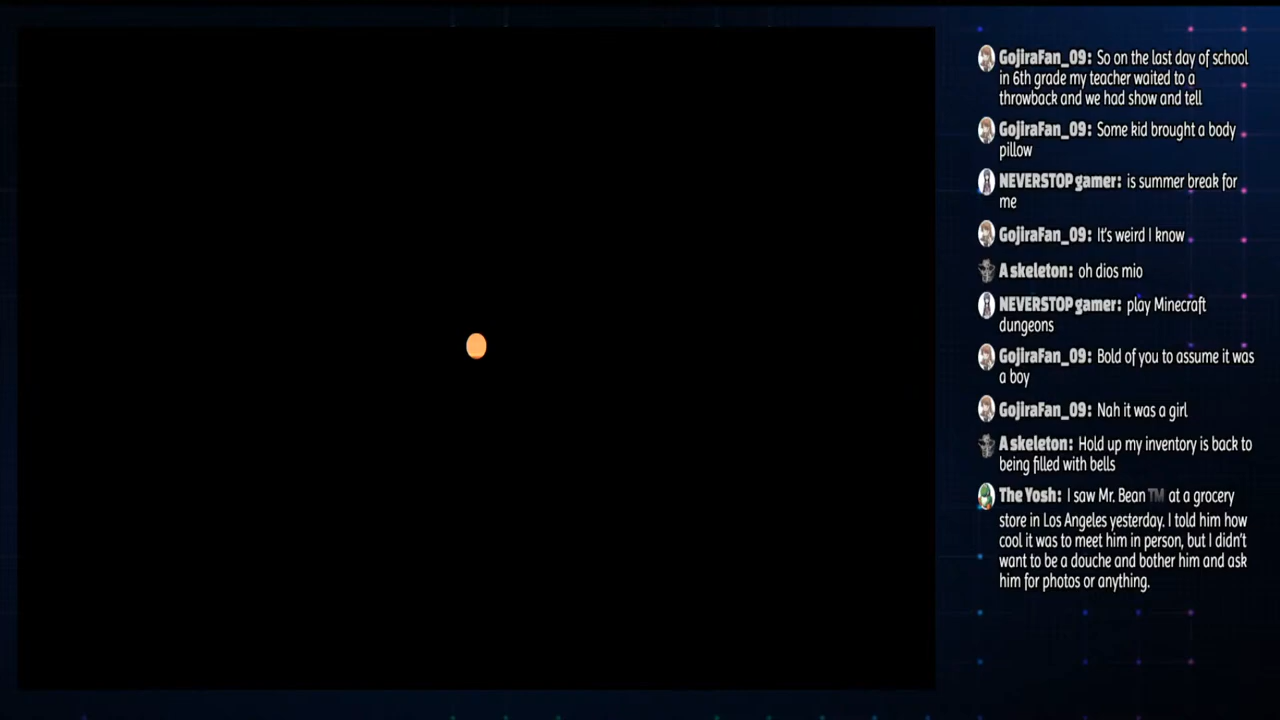 GojiraFan_09: So on the last day of school
in 6th grade my teacher waited to a
throwback and we had show and tell
GojiraFan_09: Some kid brought a body
pillow
NEVERSTOP gamer: is summer break for
me
GojiraFan_09: It's weird I know
A skeleton: oh dios mio
NEVERSTOP gamer: play Minecraft
dungeons
GojiraFan_09: Bold of you to assume it was
a boy
GojiraFan_09: Nah it was a girl
A skeleton: Hold up my inventory is back to
being filled with bells
The Yosh: I saw Mr. Bean™ at a grocery
store in Los Angeles yesterday. I told him how
cool it was to meet him in person, but I didn't
want to be a douche and bother him and ask
him for photos or anything.